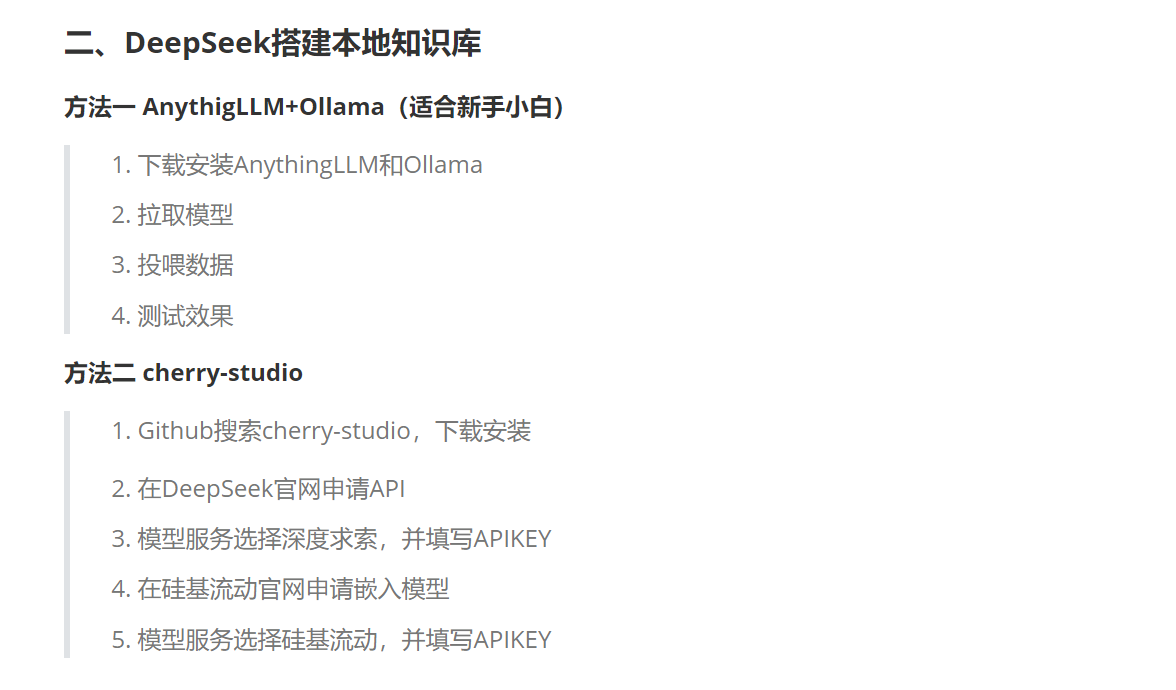 二、DeepSeek搭建本地知识库
方法一 AnythigLLM+Ollama（适合新手小白）
1. 下载安装AnythingLLM和Ollama
2. 拉取模型
3. 投喂数据
4. 测试效果
方法二 cherry-studio
1. Github搜索cherry-studio，下载安装
2. 在DeepSeek官网申请API
3. 模型服务选择深度求索，并填写APIKEY
4. 在硅基流动官网申请嵌入模型
5. 模型服务选择硅基流动，并填写APIKEY